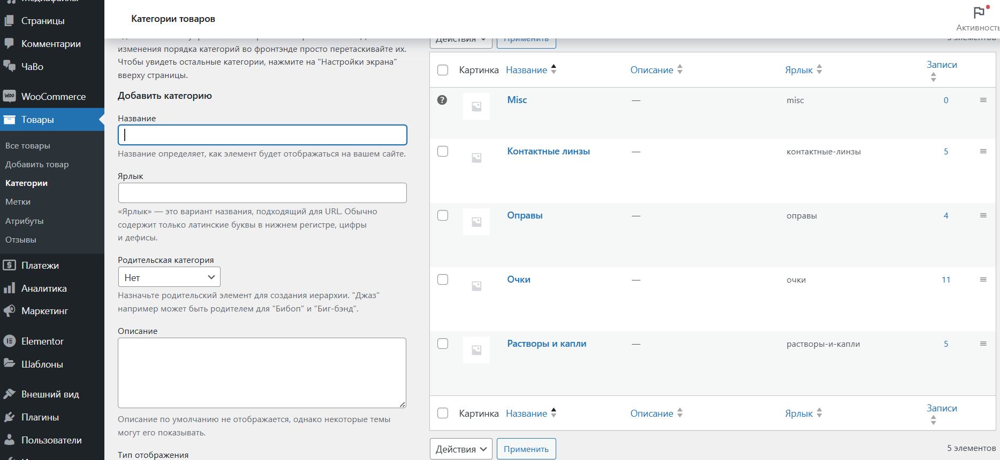 Страницы
Комментарии
ЧаВо
WooCommerce
Товары
Все товары
Добавить товар
Категории
Метки
Атрибуты
Отзывы
Платежи
Аналитика
Маркетинг
Elementor
Шаблоны
Внешний вид
Плагины
Пользователи
Категории товаров
Активность
изменения порядка категорий во фронтэнде просто перетаскивайте их.
Чтобы увидеть остальные категории, нажмите на "Настройки экрана"
вверху страницы.
Добавить категорию
Название
Название определяет, как элемент будет отображаться на вашем сайте.
Ярлык
«Ярлык» — это вариант названия, подходящий для URL. Обычно
содержит только латинские буквы в нижнем регистре, цифры
и дефисы.
Родительская категория
Нет
Назначьте родительский элемент для создания иерархии. "Джаз"
например может быть родителем для "Бибоп" и "Биг-бэнд".
Описание
Описание по умолчанию не отображается, однако некоторые темы
могут его показывать.
Тип отображения
Действия Применить 5 элементов
Картинка Название Описание Ярлык Записи
Misc — misc 0
Контактные линзы — контактные-линзы 5
Оправы — оправы 4
Очки — очки 11
Растворы и капли — растворы-и-капли 5
Картинка Название Описание Ярлык Записи
Действия Применить 5 элементов